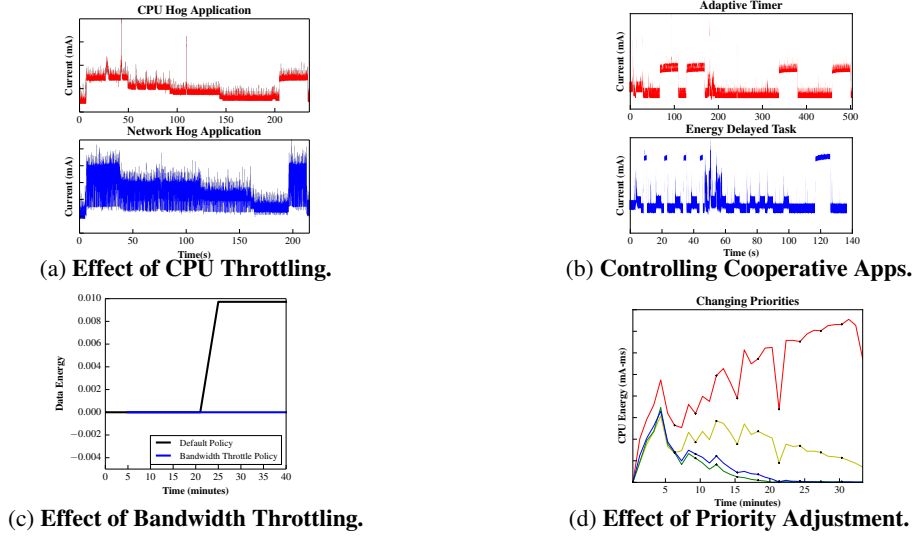 CPU Hog Application
Current (mA)
0 50 100 150 200
Network Hog Application
Current (mA)
0 50 100 150 200
Time(s)
(a) Effect of CPU Throttling.
Adaptive Timer
Current (mA)
0 100 200 300 400 500
Energy Delayed Task
Current (mA)
0 20 40 60 80 100 120 140
Time (s)
(b) Controlling Cooperative Apps.
0.010
0.008
0.006
0.004
0.002
0.000
−0.002
−0.004
Data Energy
Default Policy
Bandwidth Throttle Policy
0 5 10 15 20 25 30 35 40
Time (minutes)
(c) Effect of Bandwidth Throttling.
Changing Priorities
CPU Energy (mA-ms)
5 10 15 20 25 30
Time (minutes)
(d) Effect of Priority Adjustment.